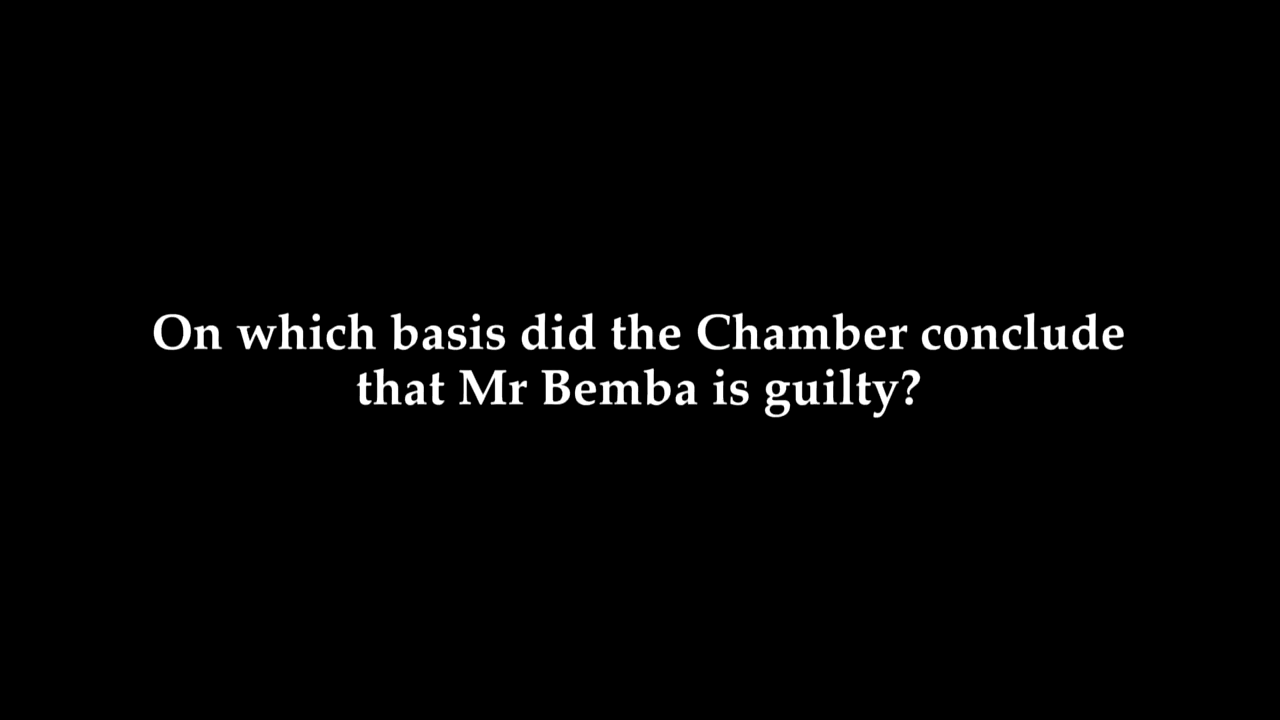 On which basis did the Chamber conclude
that Mr Bemba is guilty?